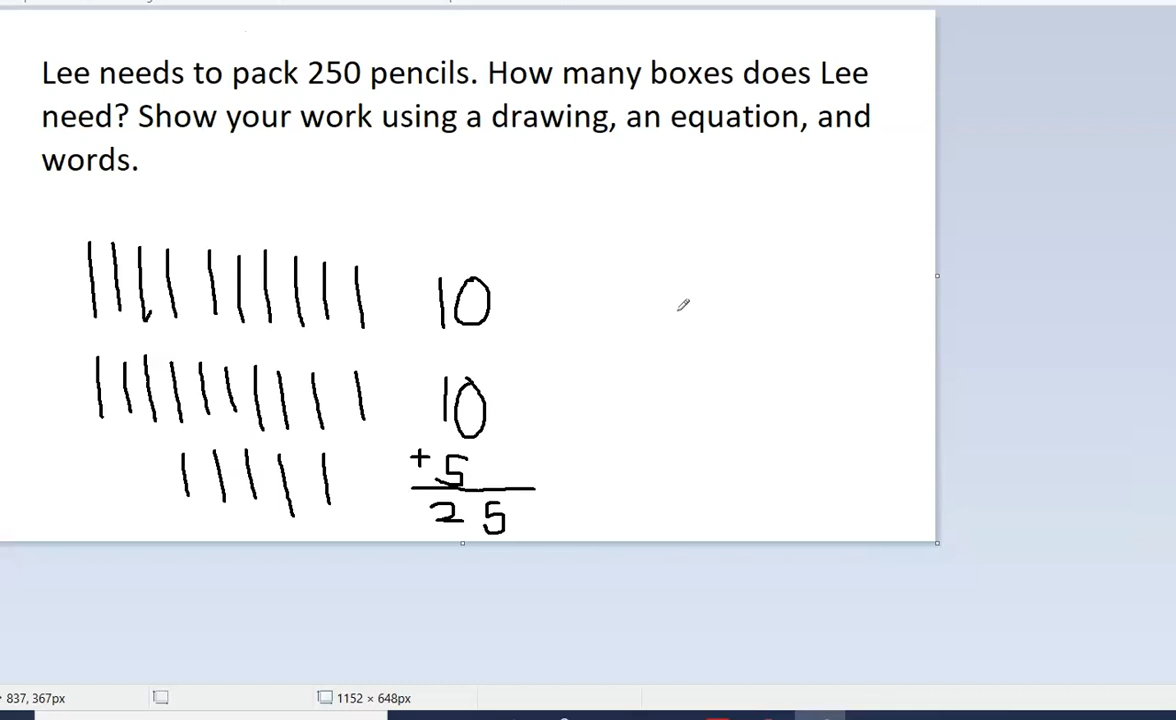 Lee needs to pack 250 pencils. How many boxes does Lee
need? Show your work using a drawing, an equation, and
words.
10
10
+ 5
25
837, 367px
1152 × 648px